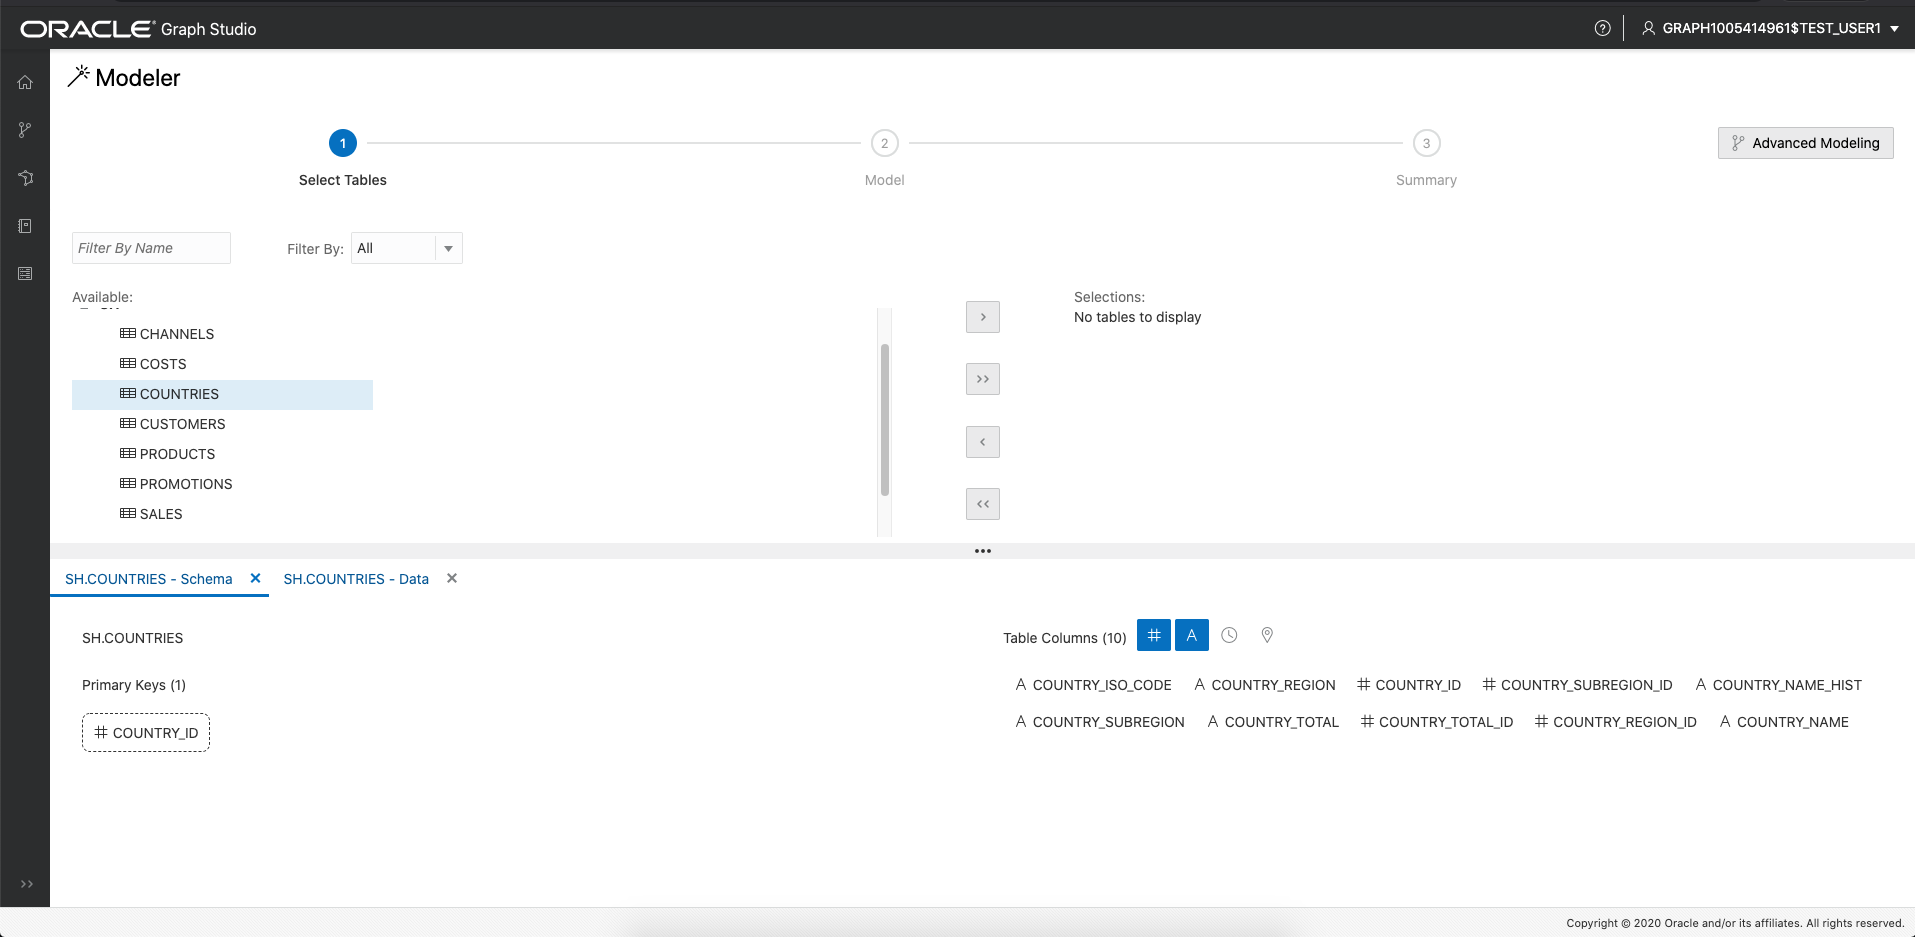 ORACLE® Graph Studio
GRAPH1005414961$TEST_USER1
Modeler
1
2
3
Advanced Modeling
Select Tables
Model
Summary
Filter By Name
Filter By: All
Available:
Selections:
No tables to display
CHANNELS
COSTS
COUNTRIES
CUSTOMERS
PRODUCTS
PROMOTIONS
SALES
SH.COUNTRIES - Schema
SH.COUNTRIES - Data
SH.COUNTRIES
Table Columns (10)
# A
Primary Keys (1)
# COUNTRY_ID
A COUNTRY_ISO_CODE A COUNTRY_REGION # COUNTRY_ID # COUNTRY_SUBREGION_ID A COUNTRY_NAME_HIST
A COUNTRY_SUBREGION A COUNTRY_TOTAL # COUNTRY_TOTAL_ID # COUNTRY_REGION_ID A COUNTRY_NAME
Copyright © 2020 Oracle and/or its affiliates. All rights reserved.